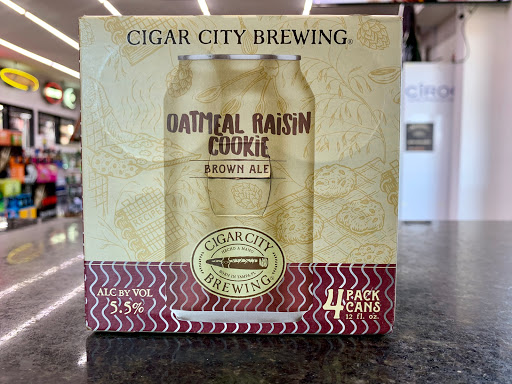 CIGAR CITY BREWING®
CÎROC
OATMEAL RAISIN
COOKIE
BROWN ALE
CIGAR CITY
BREWING®
ALC BY VOL
5.5%
4 PACK
CANS
12 fl. oz.